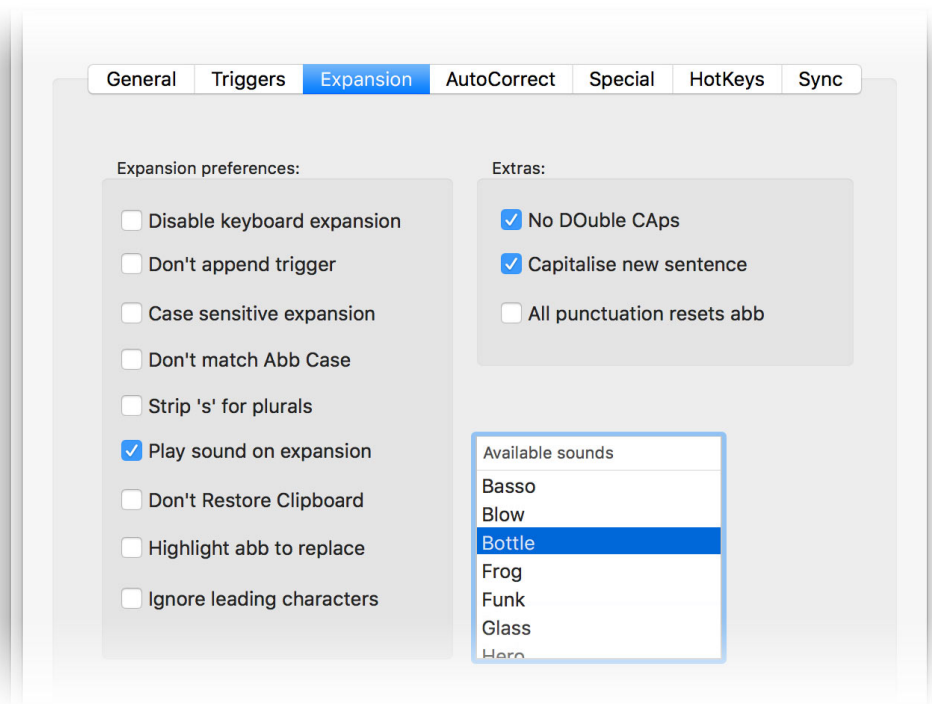 General Triggers Expansion AutoCorrect Special HotKeys Sync
Expansion preferences:
Disable keyboard expansion
Don't append trigger
Case sensitive expansion
Don't match Abb Case
Strip 's' for plurals
Play sound on expansion
Don't Restore Clipboard
Highlight abb to replace
Ignore leading characters
Extras:
No DOuble CAps
Capitalise new sentence
All punctuation resets abb
Available sounds
Basso
Blow
Bottle
Frog
Funk
Glass
Hero